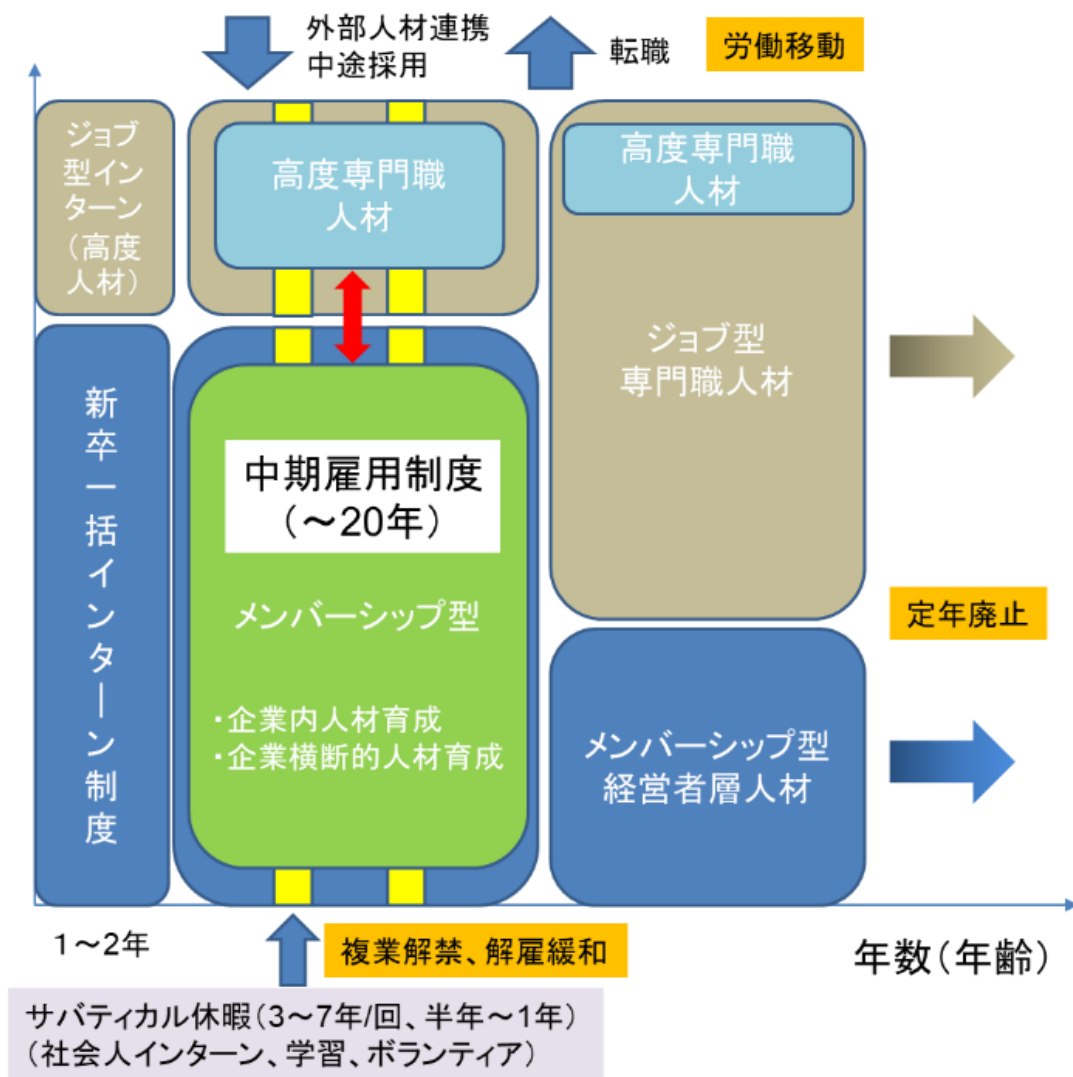 外部人材連携
中途採用
転職
労働移動
ジョブ
型イン
ターン
(高度
人材)
高度専門職
人材
高度専門職
人材
ジョブ型
専門職人材
新卒一括インターン制度
中期雇用制度
(～20年)
メンバーシップ型
・企業内人材育成
・企業横断的人材育成
定年廃止
メンバーシップ型
経営者層人材
1～2年
複業解禁、解雇緩和
年数(年齢)
サバティカル休暇(3～7年/回、半年～1年)
(社会人インターン、学習、ボランティア)